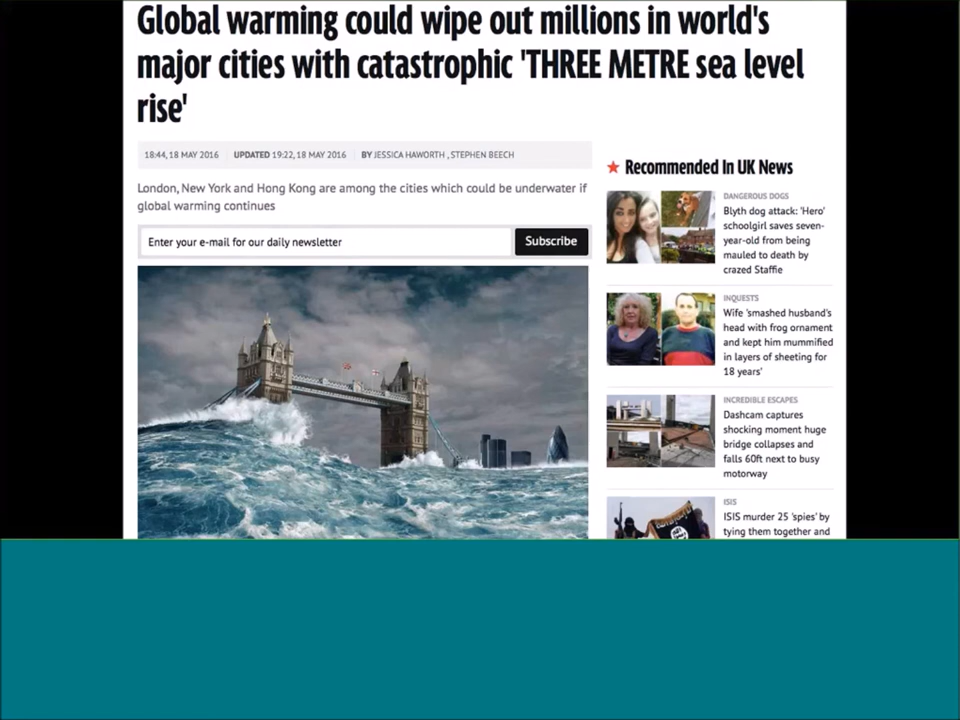 Global warming could wipe out millions in world's
major cities with catastrophic 'THREE METRE sea level
rise'
18:44, 18 MAY 2016 UPDATED 19:22, 18 MAY 2016 BY JESSICA HAWORTH , STEPHEN BEECH
London, New York and Hong Kong are among the cities which could be underwater if
global warming continues
Enter your e-mail for our daily newsletter Subscribe
Recommended In UK News
DANGEROUS DOGS
Blyth dog attack: 'Hero'
schoolgirl saves seven-
year-old from being
mauled to death by
crazed Staffie
INQUESTS
Wife 'smashed husband's
head with frog ornament
and kept him mummified
in layers of sheeting for
18 years'
INCREDIBLE ESCAPES
Dashcam captures
shocking moment huge
bridge collapses and
falls 60ft next to busy
motorway
ISIS
ISIS murder 25 'spies' by
tying them together and